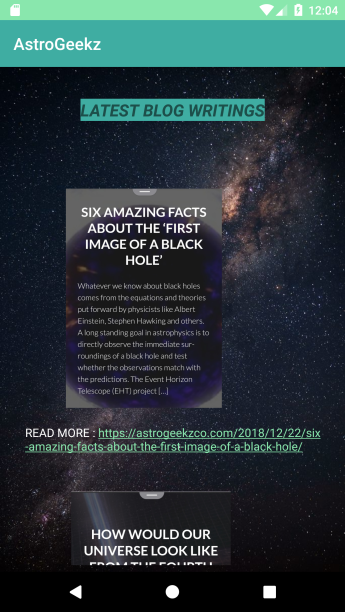 12:04
AstroGeekz
LATEST BLOG WRITINGS
SIX AMAZING FACTS
ABOUT THE ‘FIRST
IMAGE OF A BLACK
HOLE’
Whatever we know about black holes
comes from the equations and theories
put forward by physicists like Albert
Einstein, Stephen Hawking and others.
A long standing goal in astrophysics is to
directly observe the immediate sur-
roundings of a black hole and test
whether the observations match with
the predictions. The Event Horizon
Telescope (EHT) project [...]
READ MORE : https://astrogeekzco.com/2018/12/22/six
-amazing-facts-about-the-first-image-of-a-black-hole/
HOW WOULD OUR
UNIVERSE LOOK LIKE
FROM THE FOURTH